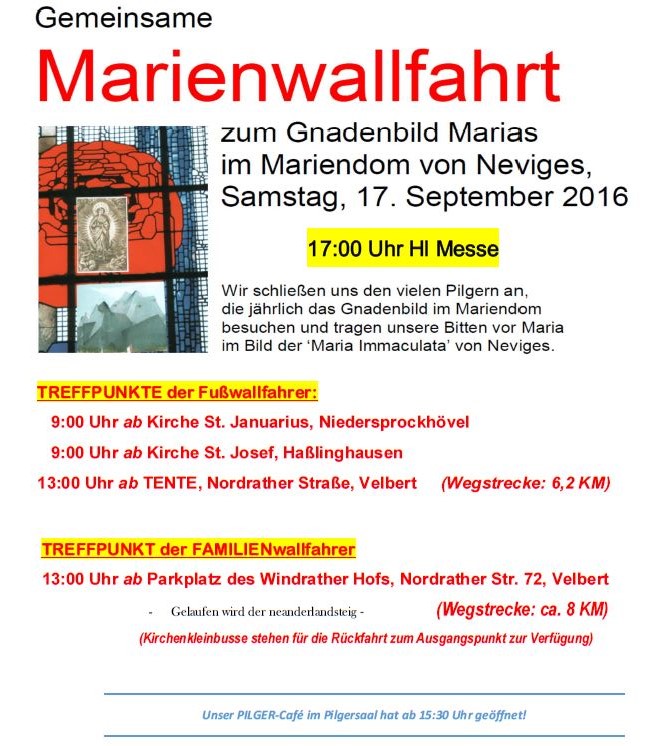 Gemeinsame
Marienwallfahrt
zum Gnadenbild Marias
im Mariendom von Neviges,
Samstag, 17. September 2016
17:00 Uhr Hl Messe
Wir schließen uns den vielen Pilgern an,
die jährlich das Gnadenbild im Mariendom
besuchen und tragen unsere Bitten vor Maria
im Bild der ‘Maria Immaculata’ von Neviges.
TREFFPUNKTE der Fußwallfahrer:
9:00 Uhr ab Kirche St. Januarius, Niedersprockhövel
9:00 Uhr ab Kirche St. Josef, Haßlinghausen
13:00 Uhr ab TENTE, Nordrather Straße, Velbert (Wegstrecke: 6,2 KM)
TREFFPUNKT der FAMILIENwallfahrer
13:00 Uhr ab Parkplatz des Windrather Hofs, Nordrather Str. 72, Velbert
- Gelaufen wird der neanderlandsteig - (Wegstrecke: ca. 8 KM)
(Kirchenkleinbusse stehen für die Rückfahrt zum Ausgangspunkt zur Verfügung)
Unser PILGER-Café im Pilgersaal hat ab 15:30 Uhr geöffnet!